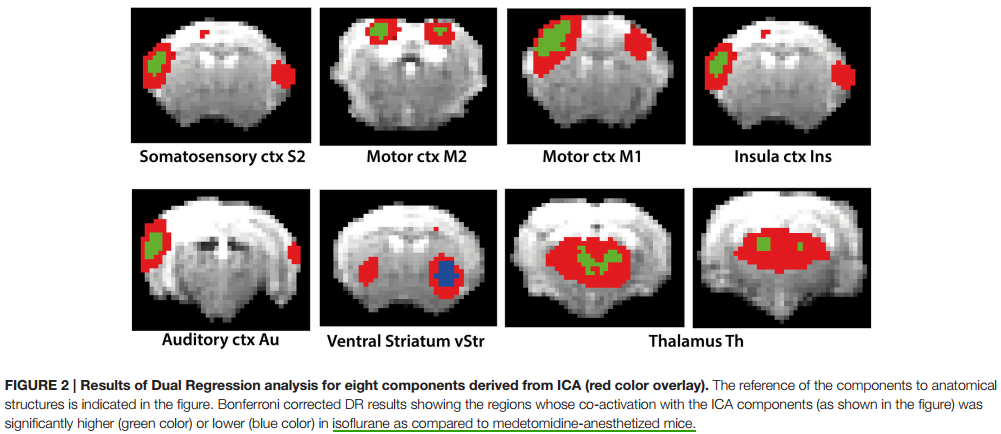 Somatosensory ctx S2 Motor ctx M2 Motor ctx M1 Insula ctx Ins
Auditory ctx Au Ventral Striatum vStr Thalamus Th
FIGURE 2 | Results of Dual Regression analysis for eight components derived from ICA (red color overlay). The reference of the components to anatomical
structures is indicated in the figure. Bonferroni corrected DR results showing the regions whose co-activation with the ICA components (as shown in the figure) was
significantly higher (green color) or lower (blue color) in isoflurane as compared to medetomidine-anesthetized mice.